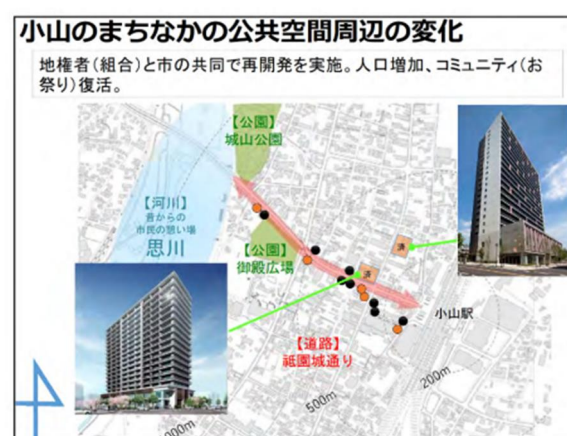 小山のまちなかの公共空間周辺の変化
地権者（組合）と市の共同で再開発を実施。人口増加、コミュニティ（お
祭り）復活。
【公園】
城山公園
【河川】
昔からの
市民の憩い場
思川
【公園】
御殿広場
済
済
小山駅
【道路】
祇園城通り
200m
500m
000m